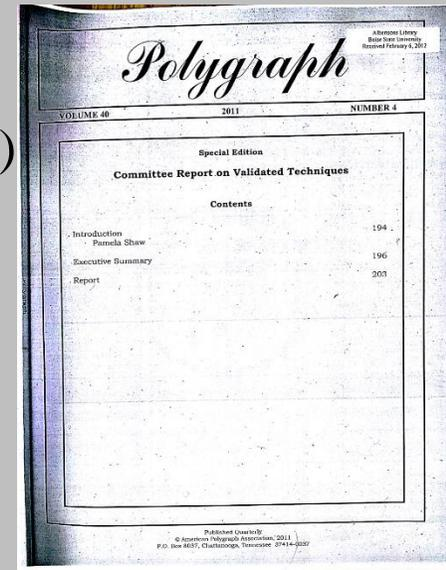 )
Albertsons Library
Boise State University
Received February 6, 2012
Polygraph
VOLUME 40 2011 NUMBER 4
Special Edition
Committee Report on Validated Techniques
Contents
Introduction 194
Pamela Shaw
Executive Summary 196
Report 203
Published Quarterly
© American Polygraph Association, 2011
P.O. Box 8037, Chattanooga, Tennessee 37414-0037